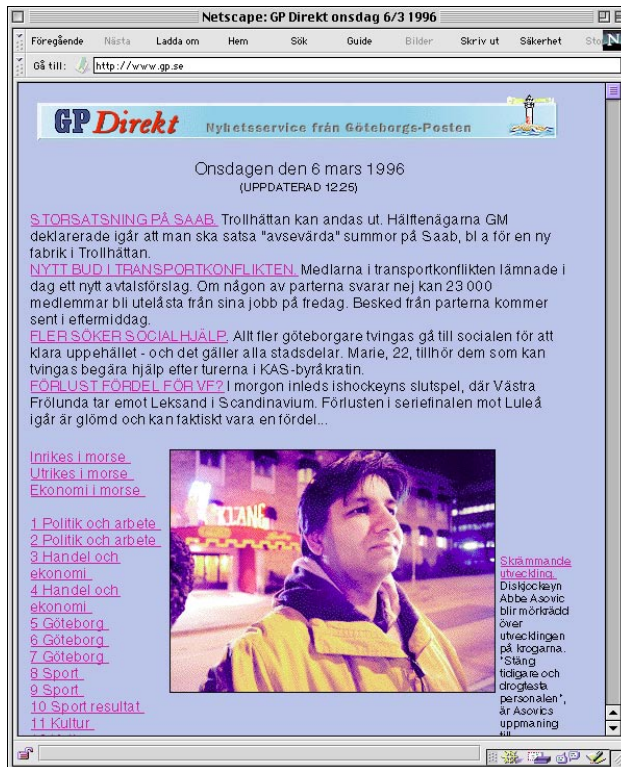 Netscape: GP Direkt onsdag 6/3 1996
Föregående Nästa Ladda om Hem Sök Guide Bilder Skriv ut Säkerhet Sto N
Gå till: http://www.gp.se
GP Direkt Nyhetsservice från Göteborgs-Posten
Onsdagen den 6 mars 1996
(UPPDATERAD 12.25)
STORSATSNING PÅ SAAB. Trollhättan kan andas ut. Hälftenägarna GM
deklarerade igår att man ska satsa "avsevärda" summor på Saab, bl a för en ny
fabrik i Trollhättan.
NYTT BUD I TRANSPORTKONFLIKTEN. Medlarna i transportkonflikten lämnade i
dag ett nytt avtalsförslag. Om någon av parterna svarar nej kan 23 000
medlemmar bli utelåsta från sina jobb på fredag. Besked från parterna kommer
sent i eftermiddag.
FLER SÖKER SOCIALHJÄLP. Allt fler göteborgare tvingas gå till socialen för att
klara uppehället - och det gäller alla stadsdelar. Marie, 22, tillhör dem som kan
tvingas begära hjälp efter turerna i KAS-byråkratin.
FÖRLUST FÖRDEL FÖR VF? I morgon inleds ishockeyns slutspel, där Västra
Frölunda tar emot Leksand i Scandinavium. Förlusten i seriefinalen mot Luleå
igår är glömd och kan faktiskt vara en fördel...
Inrikes i morse
Utrikes i morse
Ekonomi i morse
1 Politik och arbete
2 Politik och arbete
3 Handel och
ekonomi
4 Handel och
ekonomi
5 Göteborg
6 Göteborg
7 Göteborg
8 Sport
9 Sport
10 Sport resultat
11 Kultur
KLANG
Skrämmande
utveckling.
Diskjockeyn
Abbe Asovic
blir mörkrädd
över
utvecklingen
på krogarna.
"Stäng
tidigare och
drogtesta
personalen",
är Asovics
uppmaning
till